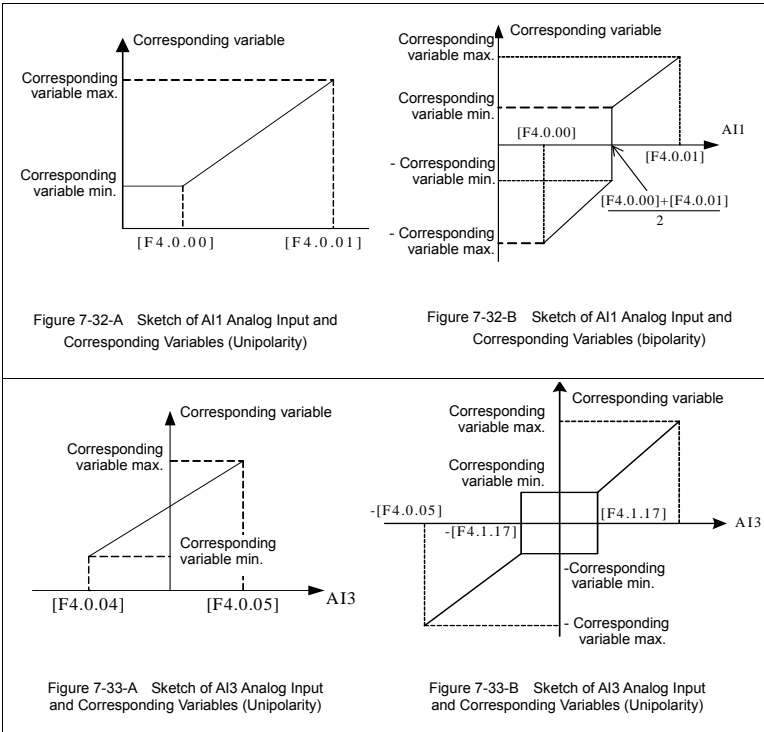 Corresponding variable
Corresponding
variable max.
Corresponding
variable min.
[F4.0.00]
[F4.0.01]
Figure 7-32-A Sketch of AI1 Analog Input and
Corresponding Variables (Unipolarity)
Corresponding variable
Corresponding
variable max.
Corresponding
variable min.
[F4.0.00]
AI1
[F4.0.01]
- Corresponding
variable min.
[F4.0.00]+[F4.0.01]
2
- Corresponding
variable max.
Figure 7-32-B Sketch of AI1 Analog Input and
Corresponding Variables (bipolarity)
Corresponding variable
Corresponding
variable max.
Corresponding
variable min.
[F4.0.04]
[F4.0.05]
AI3
Figure 7-33-A Sketch of AI3 Analog Input
and Corresponding Variables (Unipolarity)
Corresponding variable
Corresponding
variable max.
Corresponding
variable min.
-[F4.0.05]
-[F4.1.17]
[F4.1.17]
AI3
-Corresponding
variable min.
- Corresponding
variable max.
Figure 7-33-B Sketch of AI3 Analog Input
and Corresponding Variables (Unipolarity)